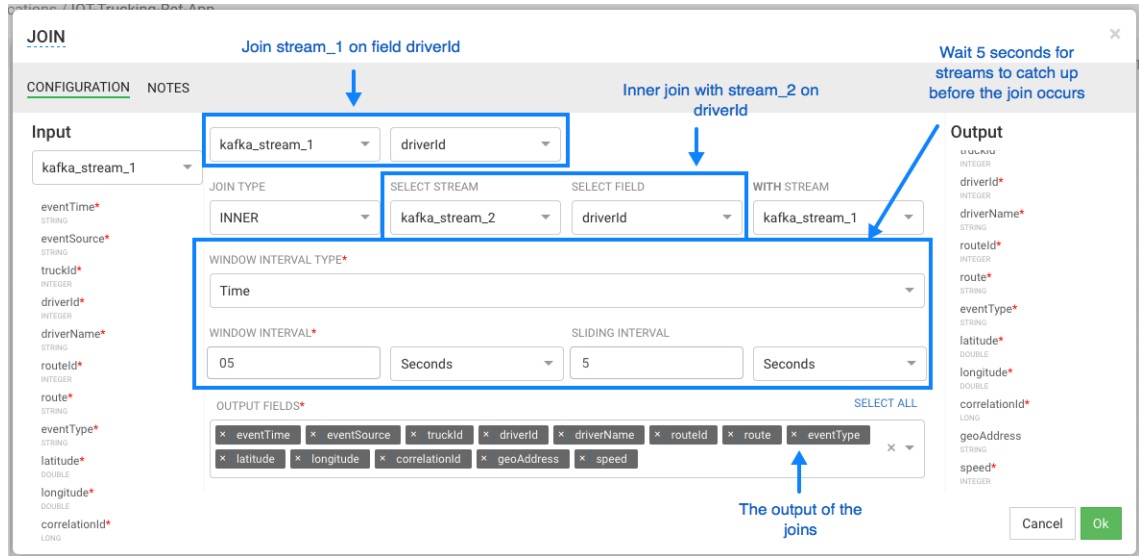 cations / IOT-Trucking-Ref-App
JOIN
×
Join stream_1 on field driverId
Wait 5 seconds for
streams to catch up
before the join occurs
CONFIGURATION NOTES
Inner join with stream_2 on
driverId
Input
kafka_stream_1
eventTime*
STRING
eventSource*
STRING
truckId*
INTEGER
driverId*
INTEGER
driverName*
STRING
routeId*
INTEGER
route*
STRING
eventType*
STRING
latitude*
DOUBLE
longitude*
DOUBLE
correlationId*
LONG
kafka_stream_1 driverId
JOIN TYPE SELECT STREAM SELECT FIELD WITH STREAM
INNER kafka_stream_2 driverId kafka_stream_1
WINDOW INTERVAL TYPE*
Time
WINDOW INTERVAL* SLIDING INTERVAL
05 Seconds 5 Seconds
OUTPUT FIELDS* SELECT ALL
× eventTime × eventSource × truckId × driverId × driverName × routeId × route × eventType
× latitude × longitude × correlationId × geoAddress × speed
×
The output of the
joins
Output
truckId
INTEGER
driverId*
INTEGER
driverName*
STRING
routeId*
INTEGER
route*
STRING
eventType*
STRING
latitude*
DOUBLE
longitude*
DOUBLE
correlationId*
LONG
geoAddress
STRING
speed*
INTEGER
Cancel Ok